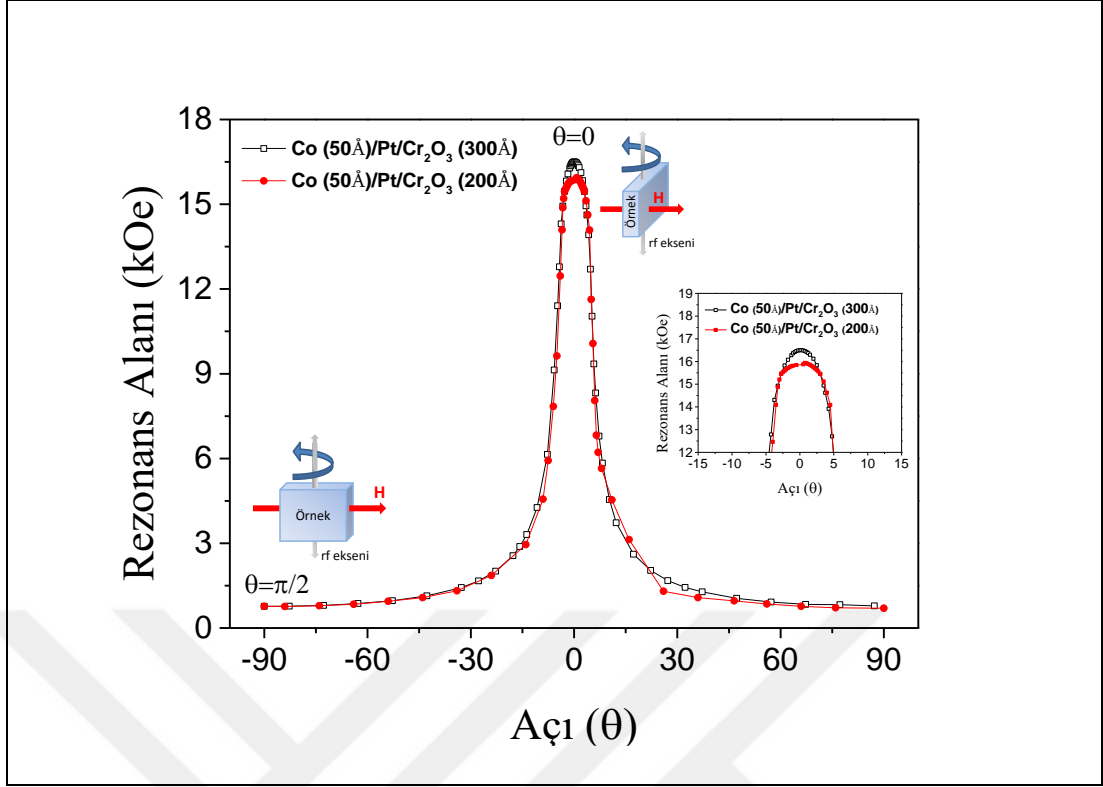 Rezonans Alanı (kOe)
18
15
12
9
6
3
0
-90
-60
-30
0
30
60
90
Açı (θ)
Co (50Å)/Pt/Cr₂O₃ (300Å)
Co (50Å)/Pt/Cr₂O₃ (200Å)
θ=0
Örnek
H
rf ekseni
Örnek
H
rf ekseni
θ=π/2
Rezonans Alanı (kOe)
19
18
17
16
15
14
13
12
-15
-10
-5
0
5
10
15
Açı (θ)
Co (50Å)/Pt/Cr₂O₃ (300Å)
Co (50Å)/Pt/Cr₂O₃ (200Å)